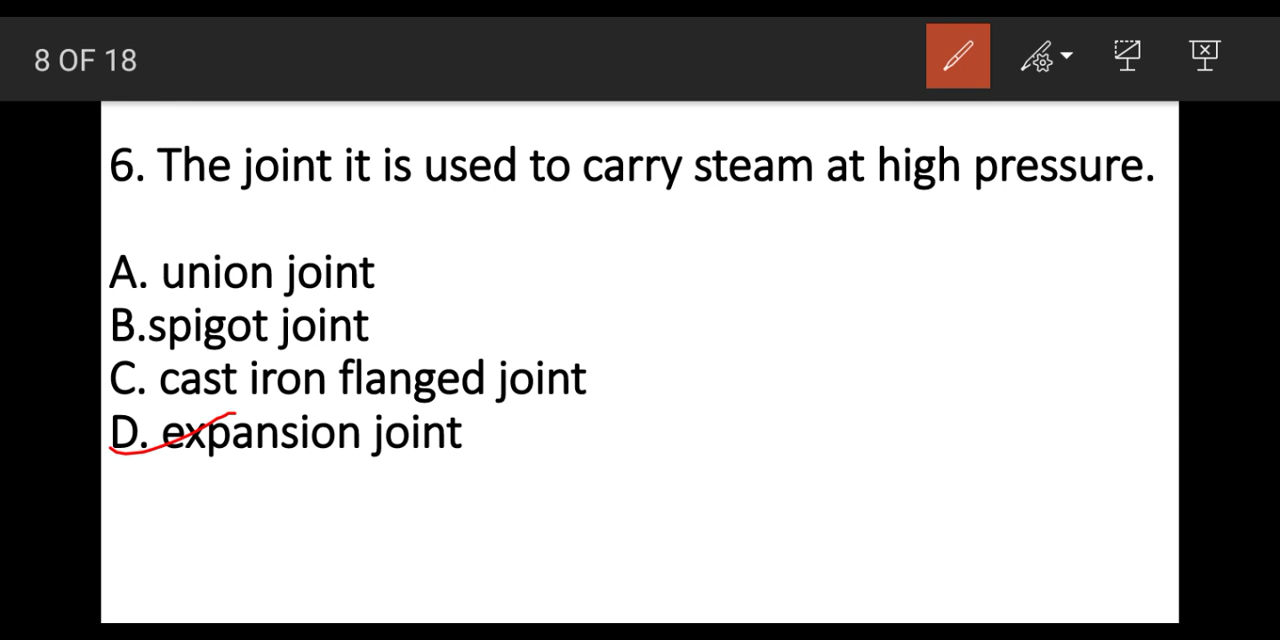 8 OF 18
6. The joint it is used to carry steam at high pressure.
A. union joint
B.spigot joint
C. cast iron flanged joint
D. expansion joint